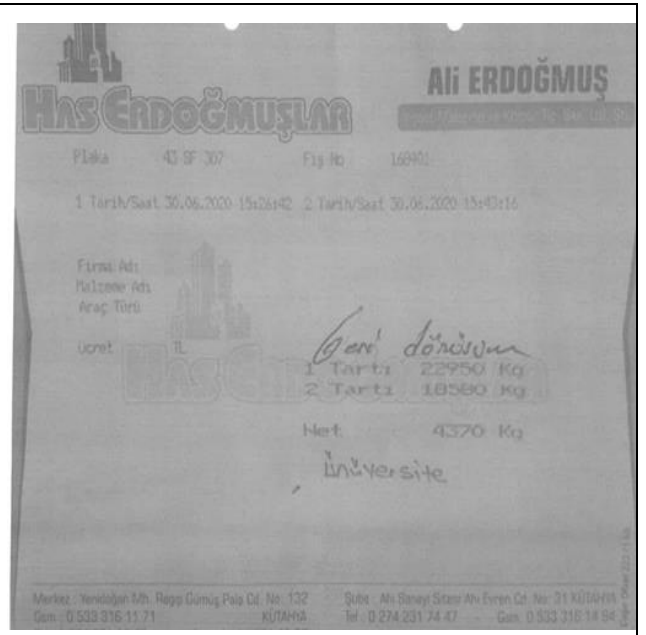 Ali ERDOĞMUŞ
HAS ERDOĞMUŞLAR
Plaka 43 SF 307 Fiş No 168401
1 Tarih/Saat 30.06.2020 15:26:42 2 Tarih/Saat 30.06.2020 15:43:16
Firma Adı
Malzeme Adı
Araç Türü
Geri dönüşüm
ücret TL
1 Tartı 22950 Kg
2 Tartı 18580 Kg
Net 4370 Kg
ünüversite
Merkez : Yenidoğan Mh. Ragıp Gümüş Pala Cd. No: 132 Şube : Ahi Sanayi Sitesi Ahi Evren Cd. No: 31 KÜTAHYA
Gsm : 0 533 316 11 71 KÜTAHYA Tel : 0 274 231 74 47 Gsm : 0 533 316 14 94